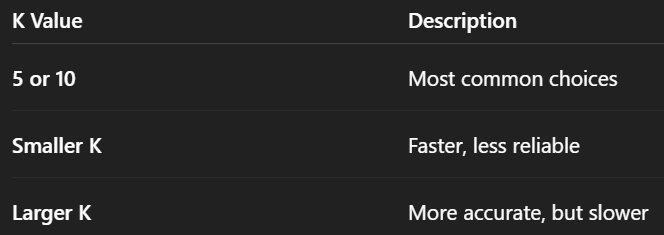 K Value Description
5 or 10 Most common choices
Smaller K Faster, less reliable
Larger K More accurate, but slower